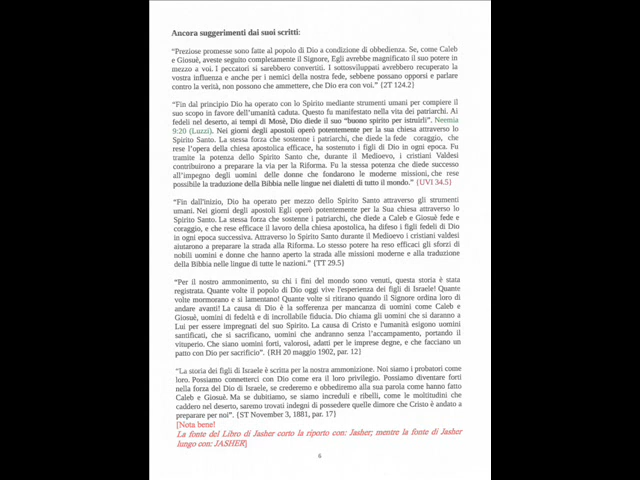 Ancora suggerimenti dai suoi scritti:
“Preziose promesse sono fatte al popolo di Dio a condizione di obbedienza. Se, come Caleb
e Giosuè, aveste seguito completamente il Signore, Egli avrebbe magnificato il suo potere in
mezzo a voi. I peccatori si sarebbero convertiti. I sottosviluppati avrebbero recuperato la
vostra influenza e anche per i nemici della nostra fede, sebbene possano opporsi e parlare
contro la verità, non possono che ammettere, che Dio era con voi.” {2T 124.2}
“Fin dal principio Dio ha operato con lo Spirito mediante strumenti umani per compiere il
suo scopo in favore dell’umanità caduta. Questo fu manifestato nella vita dei patriarchi. Ai
fedeli nel deserto, ai tempi di Mosè, Dio diede il suo “buono spirito per istruirli”. Neemia
9:20 (Luzzi). Nei giorni degli apostoli operò potentemente per la sua chiesa attraverso lo
Spirito Santo. La stessa forza che sostenne i patriarchi, che diede la fede coraggio, che
rese l’opera della chiesa apostolica efficace, ha sostenuto i figli di Dio in ogni epoca. Fu
tramite la potenza dello Spirito Santo che, durante il Medioevo, i cristiani Valdesi
contribuirono a preparare la via per la Riforma. Fu la stessa potenza che diede successo
all’impegno degli uomini delle donne che fondarono le moderne missioni, che rese
possibile la traduzione della Bibbia nelle lingue nei dialetti di tutto il mondo.” {UVI 34.5}
“Fin dall'inizio, Dio ha operato per mezzo dello Spirito Santo attraverso gli strumenti
umani. Nei giorni degli apostoli Egli operò potentemente per la Sua chiesa attraverso lo
Spirito Santo. La stessa forza che sostenne i patriarchi, che diede a Caleb e Giosuè fede e
coraggio, e che rese efficace il lavoro della chiesa apostolica, ha difeso i figli fedeli di Dio
in ogni epoca successiva. Attraverso lo Spirito Santo durante il Medioevo i cristiani valdesi
aiutarono a preparare la strada alla Riforma. Lo stesso potere ha reso efficaci gli sforzi di
nobili uomini e donne che hanno aperto la strada alle missioni moderne e alla traduzione
della Bibbia nelle lingue di tutte le nazioni.” {TT 29.5}
“Per il nostro ammonimento, su chi i fini del mondo sono venuti, questa storia è stata
registrata. Quante volte il popolo di Dio oggi vive l'esperienza dei figli di Israele! Quante
volte mormorano e si lamentano! Quante volte si ritirano quando il Signore ordina loro di
andare avanti! La causa di Dio è la sofferenza per mancanza di uomini come Caleb e
Giosuè, uomini di fedeltà e di incrollabile fiducia. Dio chiama gli uomini che si daranno a
Lui per essere impregnati del suo Spirito. La causa di Cristo e l'umanità esigono uomini
santificati, che si sacrificano, uomini che andranno senza l'accampamento, portando il
vituperio. Che siano uomini forti, valorosi, adatti per le imprese degne, e che facciano un
patto con Dio per sacrificio”. {RH 20 maggio 1902, par. 12}
“La storia dei figli di Israele è scritta per la nostra ammonizione. Noi siamo i probatori come
loro. Possiamo connetterci con Dio come era il loro privilegio. Possiamo diventare forti
nella forza del Dio di Israele, se crederemo e obbediremo alla sua parola come hanno fatto
Caleb e Giosuè. Ma se dubitiamo, se siamo increduli e ribelli, come le moltitudini che
caddero nel deserto, saremo trovati indegni di possedere quelle dimore che Cristo è andato a
preparare per noi”. {ST November 3, 1881, par. 17}
[Nota bene!
La fonte del Libro di Jasher corto la riporto con: Jasher; mentre la fonte di Jasher
lungo con: JASHER]
6